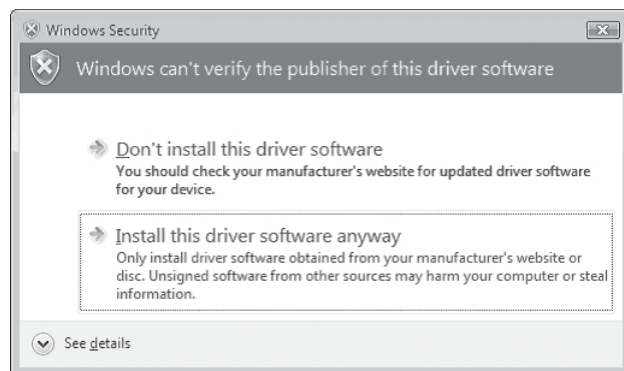 Windows Security
Windows can't verify the publisher of this driver software
Don't install this driver software
You should check your manufacturer's website for updated driver software
for your device.
Install this driver software anyway
Only install driver software obtained from your manufacturer's website or
disc. Unsigned software from other sources may harm your computer or steal
information.
See details